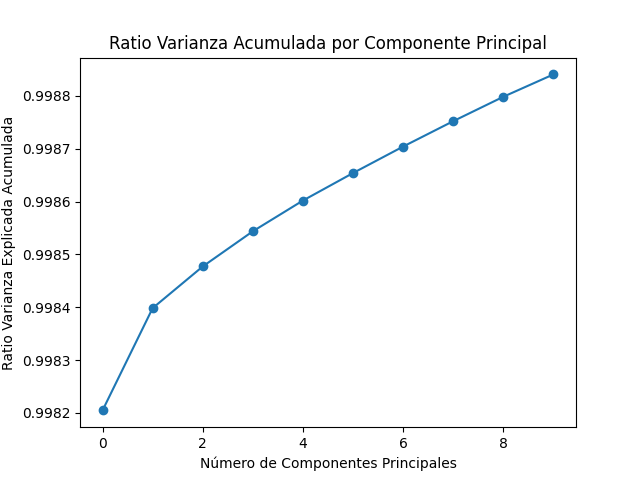 Ratio Varianza Acumulada por Componente Principal
Ratio Varianza Explicada Acumulada
0.9988
0.9987
0.9986
0.9985
0.9984
0.9983
0.9982
0 2 4 6 8
Número de Componentes Principales